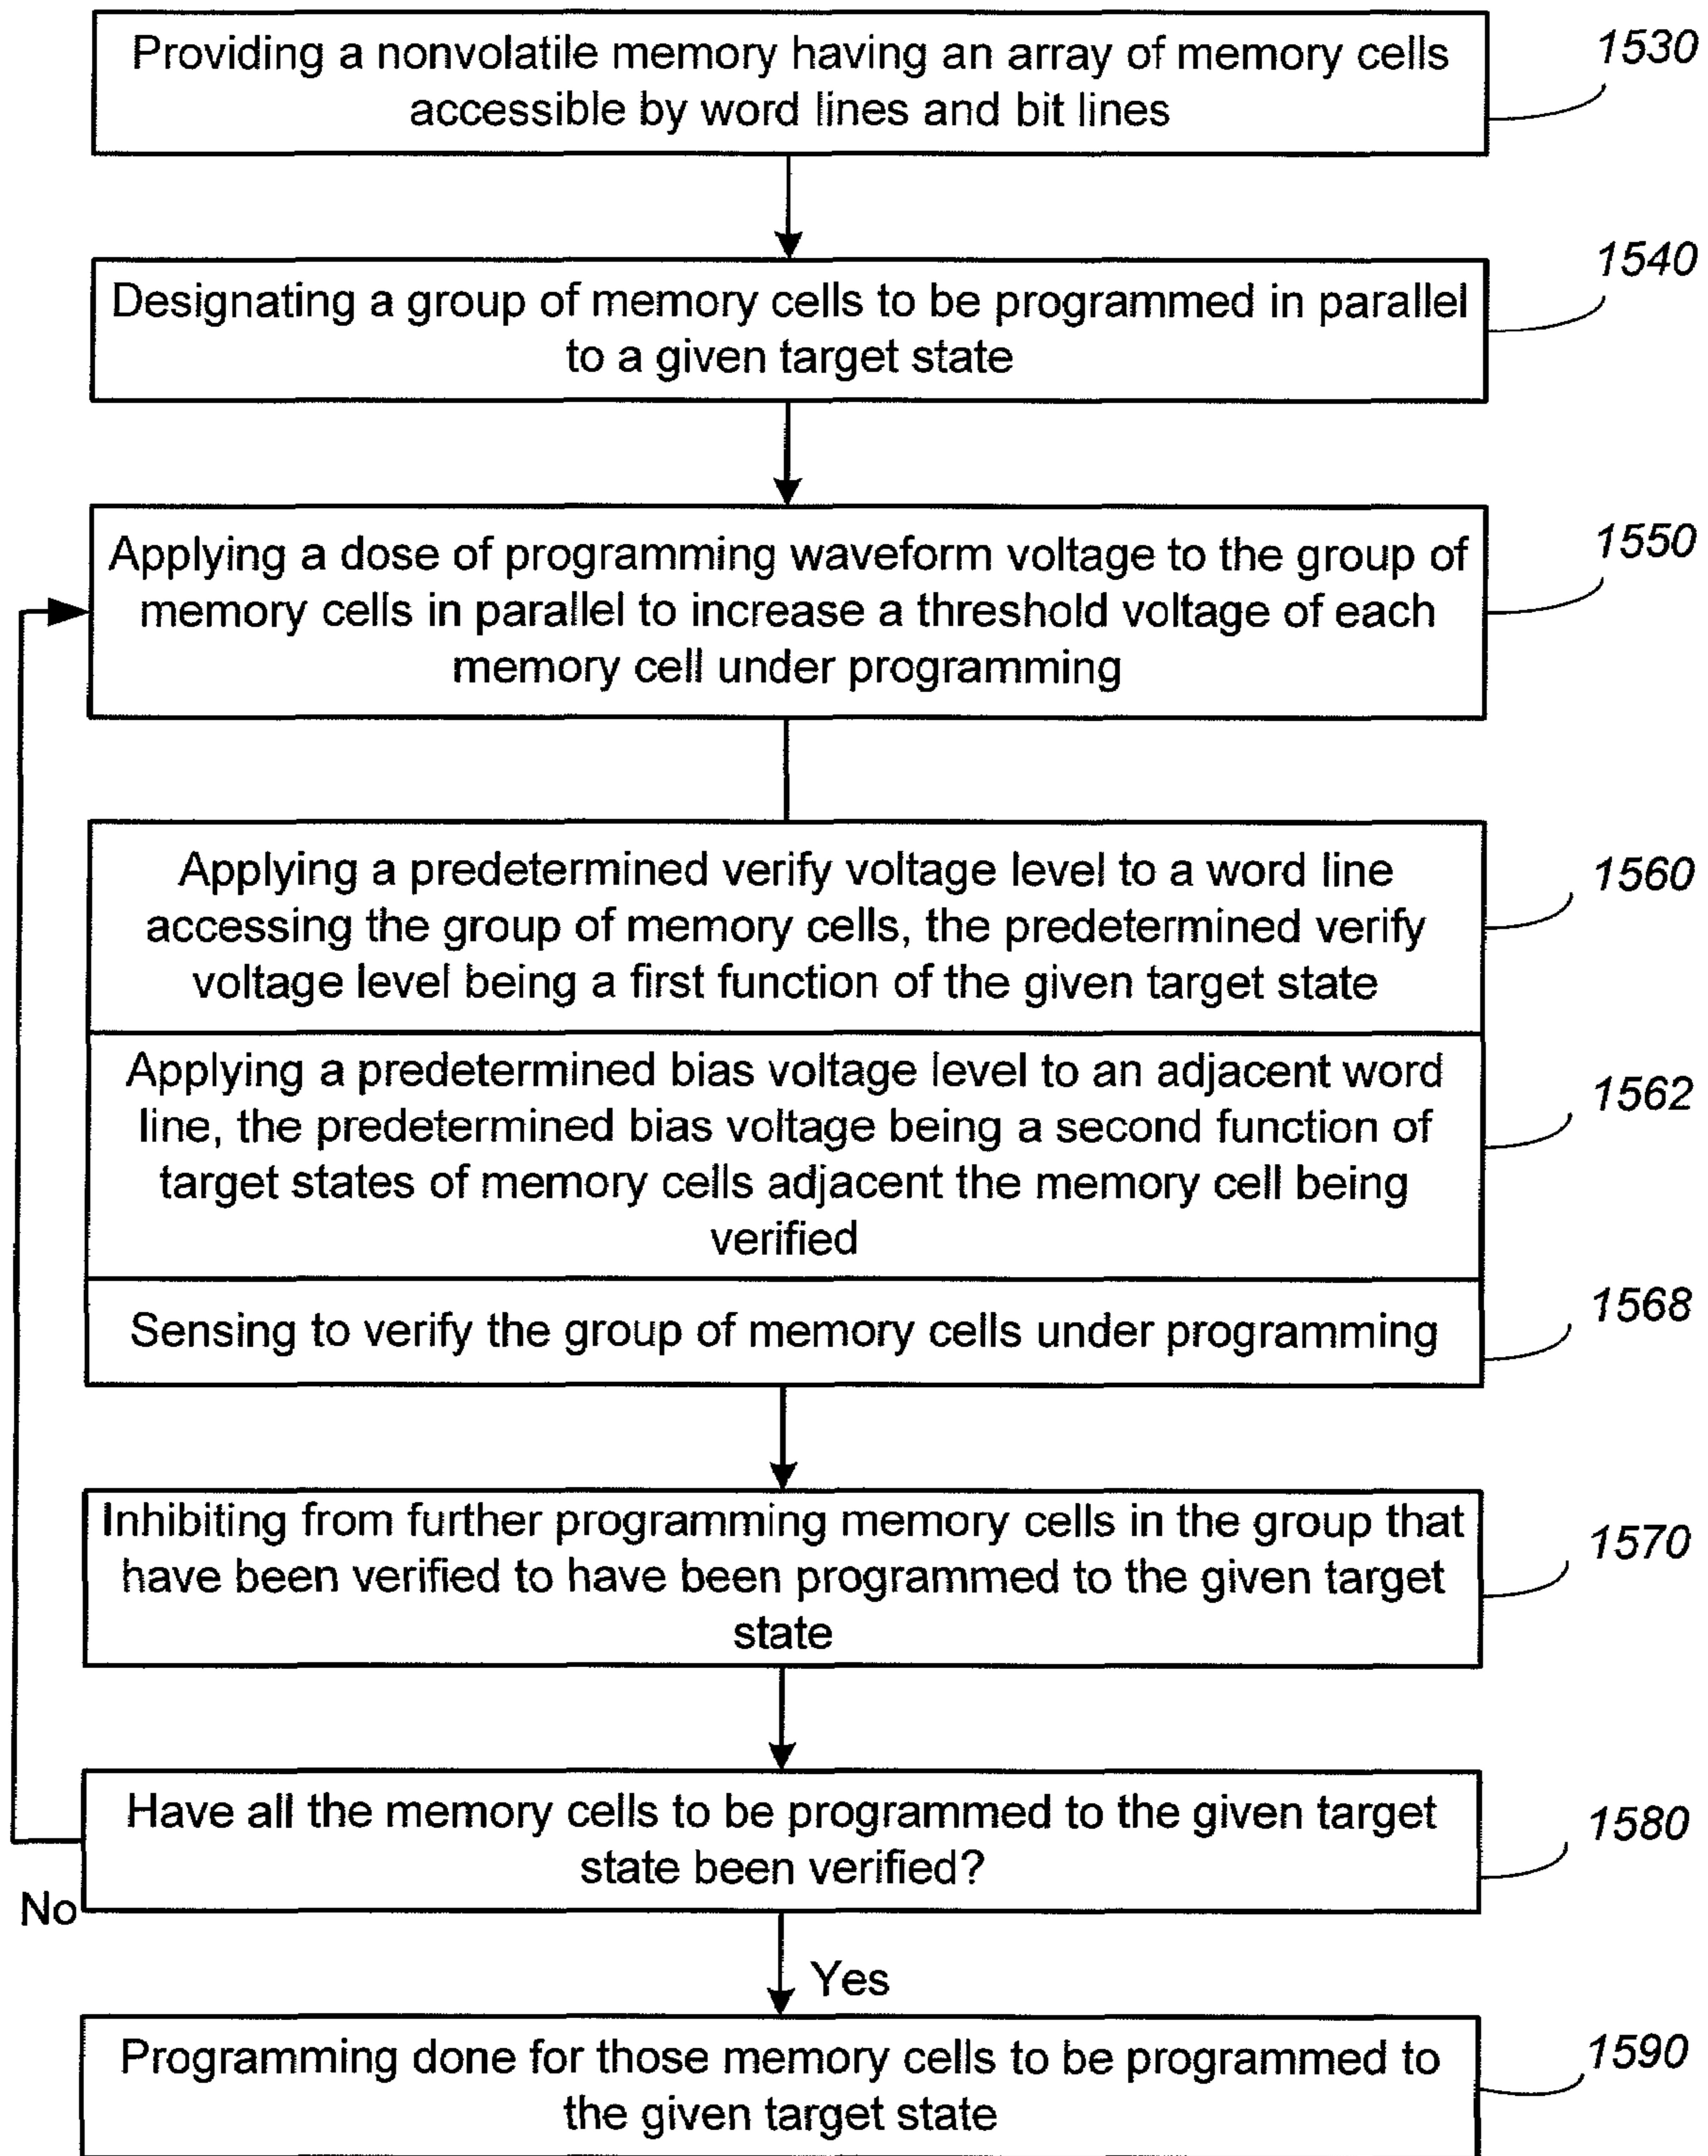 Providing a nonvolatile memory having an array of memory cells
accessible by word lines and bit lines
1530
Designating a group of memory cells to be programmed in parallel
to a given target state
1540
Applying a dose of programming waveform voltage to the group of
memory cells in parallel to increase a threshold voltage of each
memory cell under programming
1550
Applying a predetermined verify voltage level to a word line
accessing the group of memory cells, the predetermined verify
voltage level being a first function of the given target state
1560
Applying a predetermined bias voltage level to an adjacent word
line, the predetermined bias voltage being a second function of
target states of memory cells adjacent the memory cell being
verified
1562
Sensing to verify the group of memory cells under programming
1568
Inhibiting from further programming memory cells in the group that
have been verified to have been programmed to the given target
state
1570
Have all the memory cells to be programmed to the given target
state been verified?
1580
No
Yes
Programming done for those memory cells to be programmed to
the given target state
1590